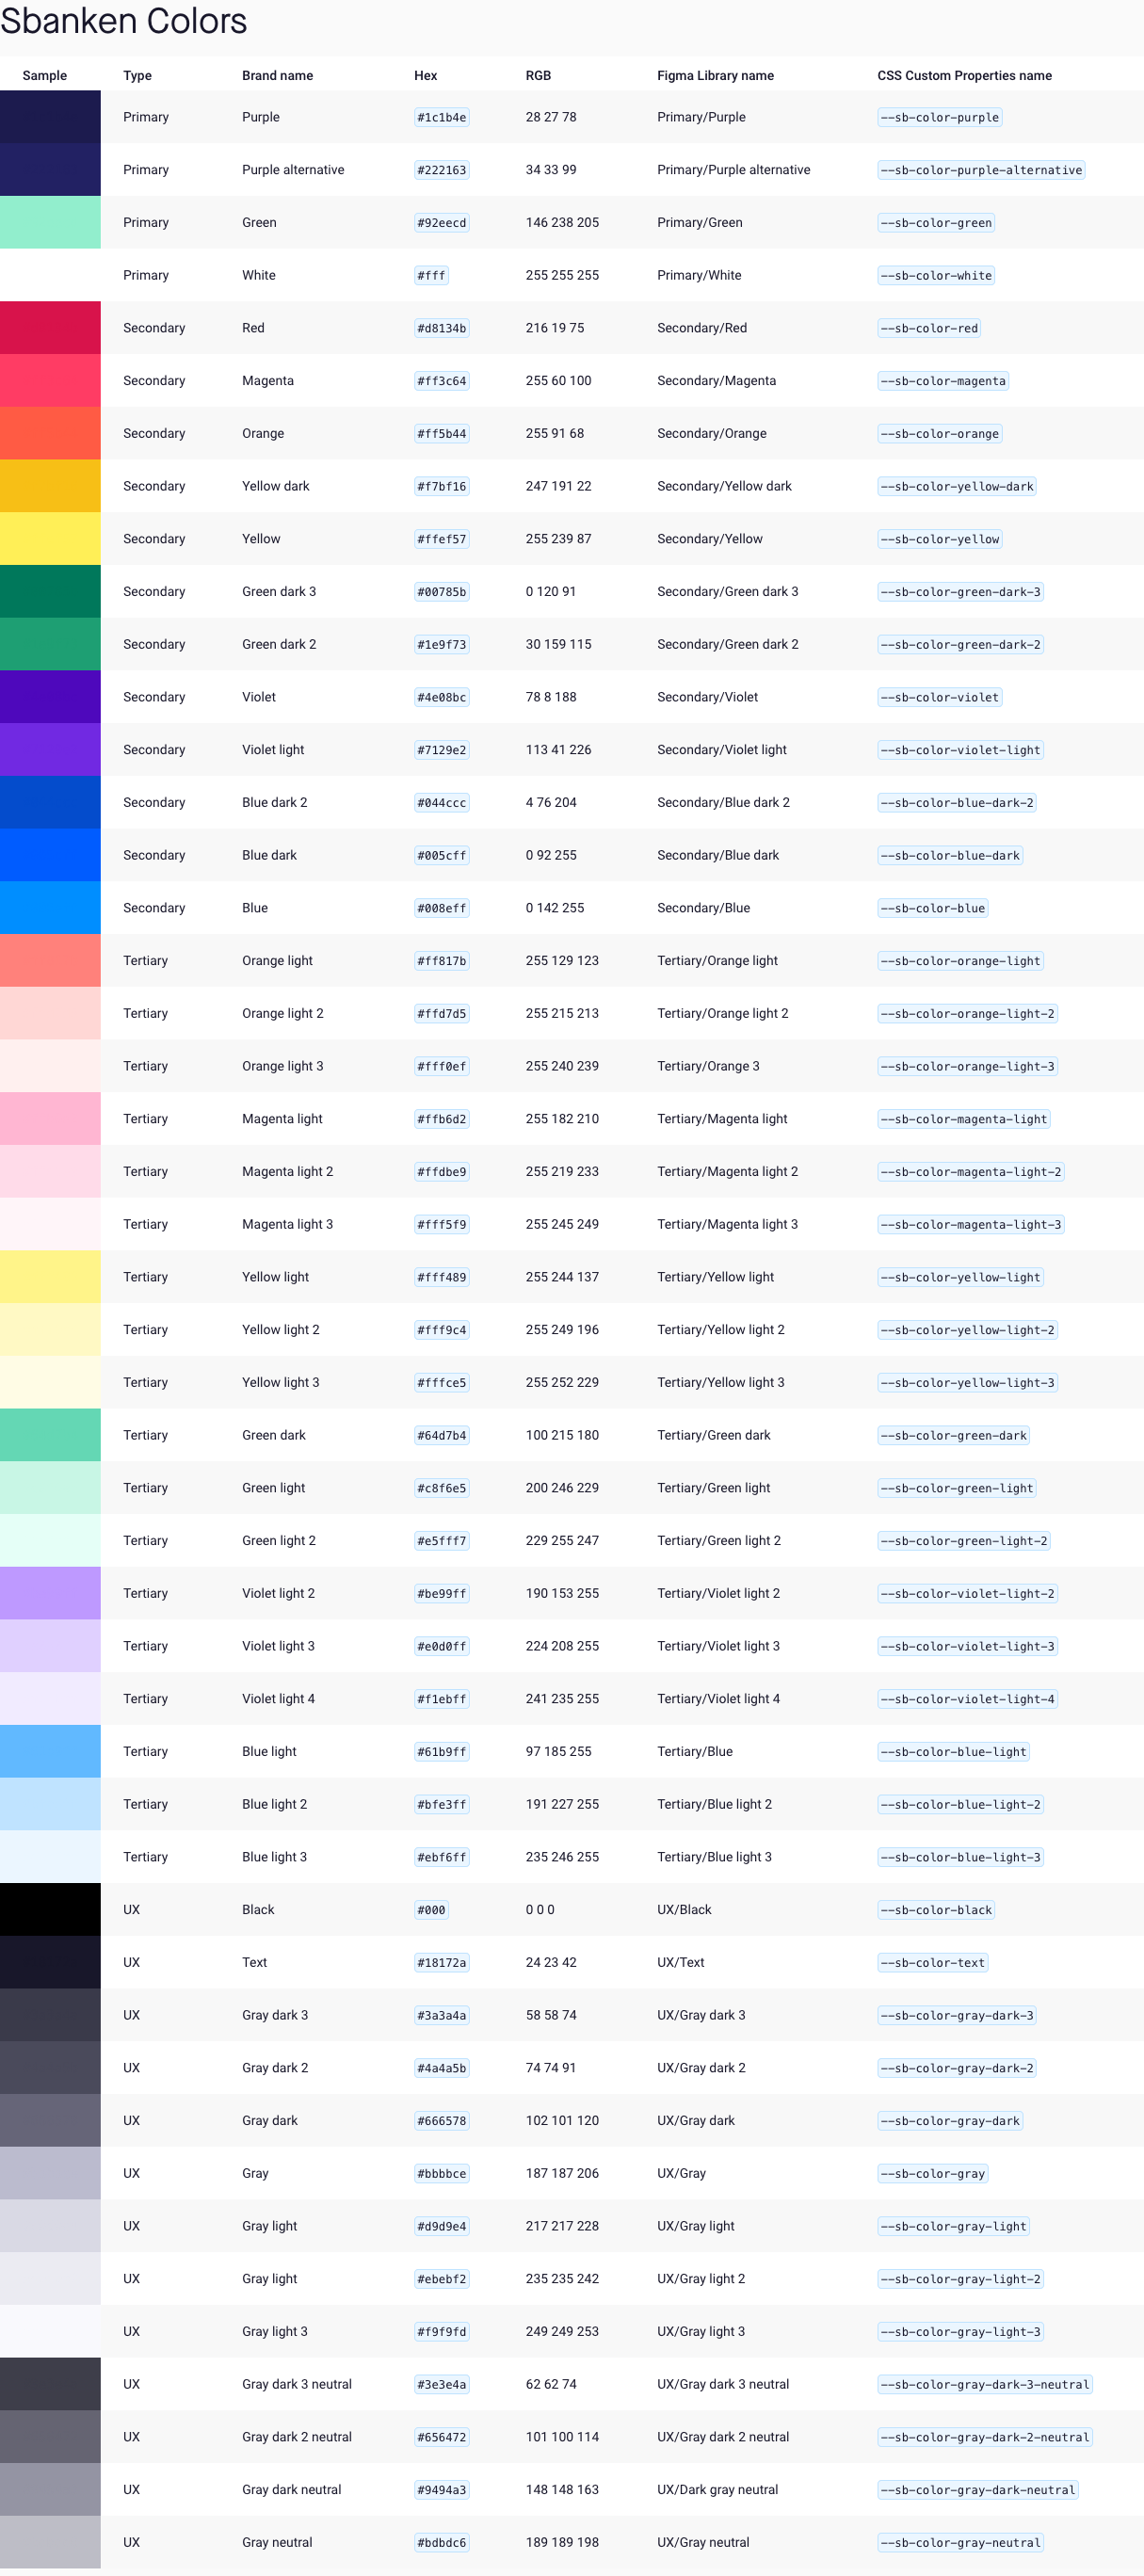 Sbanken Colors
Sample Type Brand name Hex RGB Figma Library name CSS Custom Properties name
Primary Purple #1c1b4e 28 27 78 Primary/Purple --sb-color-purple
Primary Purple alternative #222163 34 33 99 Primary/Purple alternative --sb-color-purple-alternative
Primary Green #92eecd 146 238 205 Primary/Green --sb-color-green
Primary White #fff 255 255 255 Primary/White --sb-color-white
Secondary Red #d8134b 216 19 75 Secondary/Red --sb-color-red
Secondary Magenta #ff3c64 255 60 100 Secondary/Magenta --sb-color-magenta
Secondary Orange #ff5b44 255 91 68 Secondary/Orange --sb-color-orange
Secondary Yellow dark #f7bf16 247 191 22 Secondary/Yellow dark --sb-color-yellow-dark
Secondary Yellow #ffef57 255 239 87 Secondary/Yellow --sb-color-yellow
Secondary Green dark 3 #00785b 0 120 91 Secondary/Green dark 3 --sb-color-green-dark-3
Secondary Green dark 2 #1e9f73 30 159 115 Secondary/Green dark 2 --sb-color-green-dark-2
Secondary Violet #4e08bc 78 8 188 Secondary/Violet --sb-color-violet
Secondary Violet light #7129e2 113 41 226 Secondary/Violet light --sb-color-violet-light
Secondary Blue dark 2 #044ccc 4 76 204 Secondary/Blue dark 2 --sb-color-blue-dark-2
Secondary Blue dark #005cff 0 92 255 Secondary/Blue dark --sb-color-blue-dark
Secondary Blue #008eff 0 142 255 Secondary/Blue --sb-color-blue
Tertiary Orange light #ff817b 255 129 123 Tertiary/Orange light --sb-color-orange-light
Tertiary Orange light 2 #ffd7d5 255 215 213 Tertiary/Orange light 2 --sb-color-orange-light-2
Tertiary Orange light 3 #fff0ef 255 240 239 Tertiary/Orange 3 --sb-color-orange-light-3
Tertiary Magenta light #ffb6d2 255 182 210 Tertiary/Magenta light --sb-color-magenta-light
Tertiary Magenta light 2 #ffdbe9 255 219 233 Tertiary/Magenta light 2 --sb-color-magenta-light-2
Tertiary Magenta light 3 #fff5f9 255 245 249 Tertiary/Magenta light 3 --sb-color-magenta-light-3
Tertiary Yellow light #fff489 255 244 137 Tertiary/Yellow light --sb-color-yellow-light
Tertiary Yellow light 2 #fff9c4 255 249 196 Tertiary/Yellow light 2 --sb-color-yellow-light-2
Tertiary Yellow light 3 #fffce5 255 252 229 Tertiary/Yellow light 3 --sb-color-yellow-light-3
Tertiary Green dark #64d7b4 100 215 180 Tertiary/Green dark --sb-color-green-dark
Tertiary Green light #c8f6e5 200 246 229 Tertiary/Green light --sb-color-green-light
Tertiary Green light 2 #e5fff7 229 255 247 Tertiary/Green light 2 --sb-color-green-light-2
Tertiary Violet light 2 #be99ff 190 153 255 Tertiary/Violet light 2 --sb-color-violet-light-2
Tertiary Violet light 3 #e0d0ff 224 208 255 Tertiary/Violet light 3 --sb-color-violet-light-3
Tertiary Violet light 4 #f1ebff 241 235 255 Tertiary/Violet light 4 --sb-color-violet-light-4
Tertiary Blue light #61b9ff 97 185 255 Tertiary/Blue --sb-color-blue-light
Tertiary Blue light 2 #bfe3ff 191 227 255 Tertiary/Blue light 2 --sb-color-blue-light-2
Tertiary Blue light 3 #ebf6ff 235 246 255 Tertiary/Blue light 3 --sb-color-blue-light-3
UX Black #000 0 0 0 UX/Black --sb-color-black
UX Text #18172a 24 23 42 UX/Text --sb-color-text
UX Gray dark 3 #3a3a4a 58 58 74 UX/Gray dark 3 --sb-color-gray-dark-3
UX Gray dark 2 #4a4a5b 74 74 91 UX/Gray dark 2 --sb-color-gray-dark-2
UX Gray dark #666578 102 101 120 UX/Gray dark --sb-color-gray-dark
UX Gray #bbbbce 187 187 206 UX/Gray --sb-color-gray
UX Gray light #d9d9e4 217 217 228 UX/Gray light --sb-color-gray-light
UX Gray light #ebebf2 235 235 242 UX/Gray light 2 --sb-color-gray-light-2
UX Gray light 3 #f9f9fd 249 249 253 UX/Gray light 3 --sb-color-gray-light-3
UX Gray dark 3 neutral #3e3e4a 62 62 74 UX/Gray dark 3 neutral --sb-color-gray-dark-3-neutral
UX Gray dark 2 neutral #656472 101 100 114 UX/Gray dark 2 neutral --sb-color-gray-dark-2-neutral
UX Gray dark neutral #9494a3 148 148 163 UX/Dark gray neutral --sb-color-gray-dark-neutral
UX Gray neutral #bdbdc6 189 189 198 UX/Gray neutral --sb-color-gray-neutral